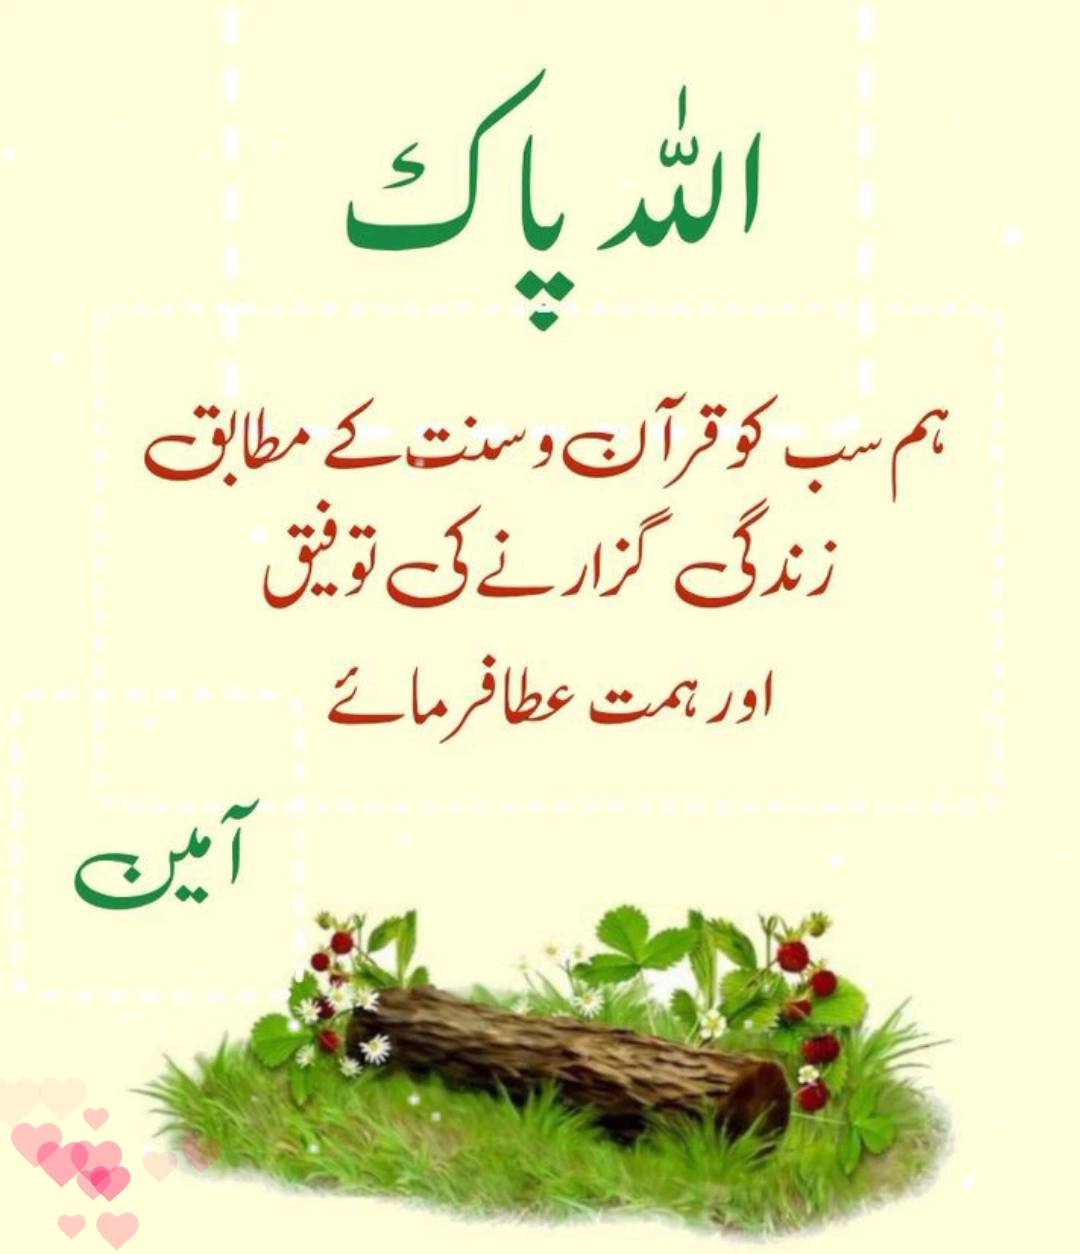 اللہ پاک
ہم سب کو قرآن و سنت کے مطابق
زندگی گزارنے کی توفیق
اور ہمت عطا فرمائے
آمین